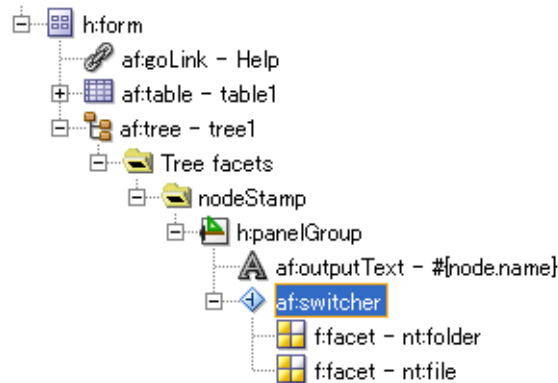 h:form
af:goLink - Help
af:table - table1
af:tree - tree1
Tree facets
nodeStamp
h:panelGroup
af:outputText - #{node.name}
af:switcher
f:facet - nt:folder
f:facet - nt:file